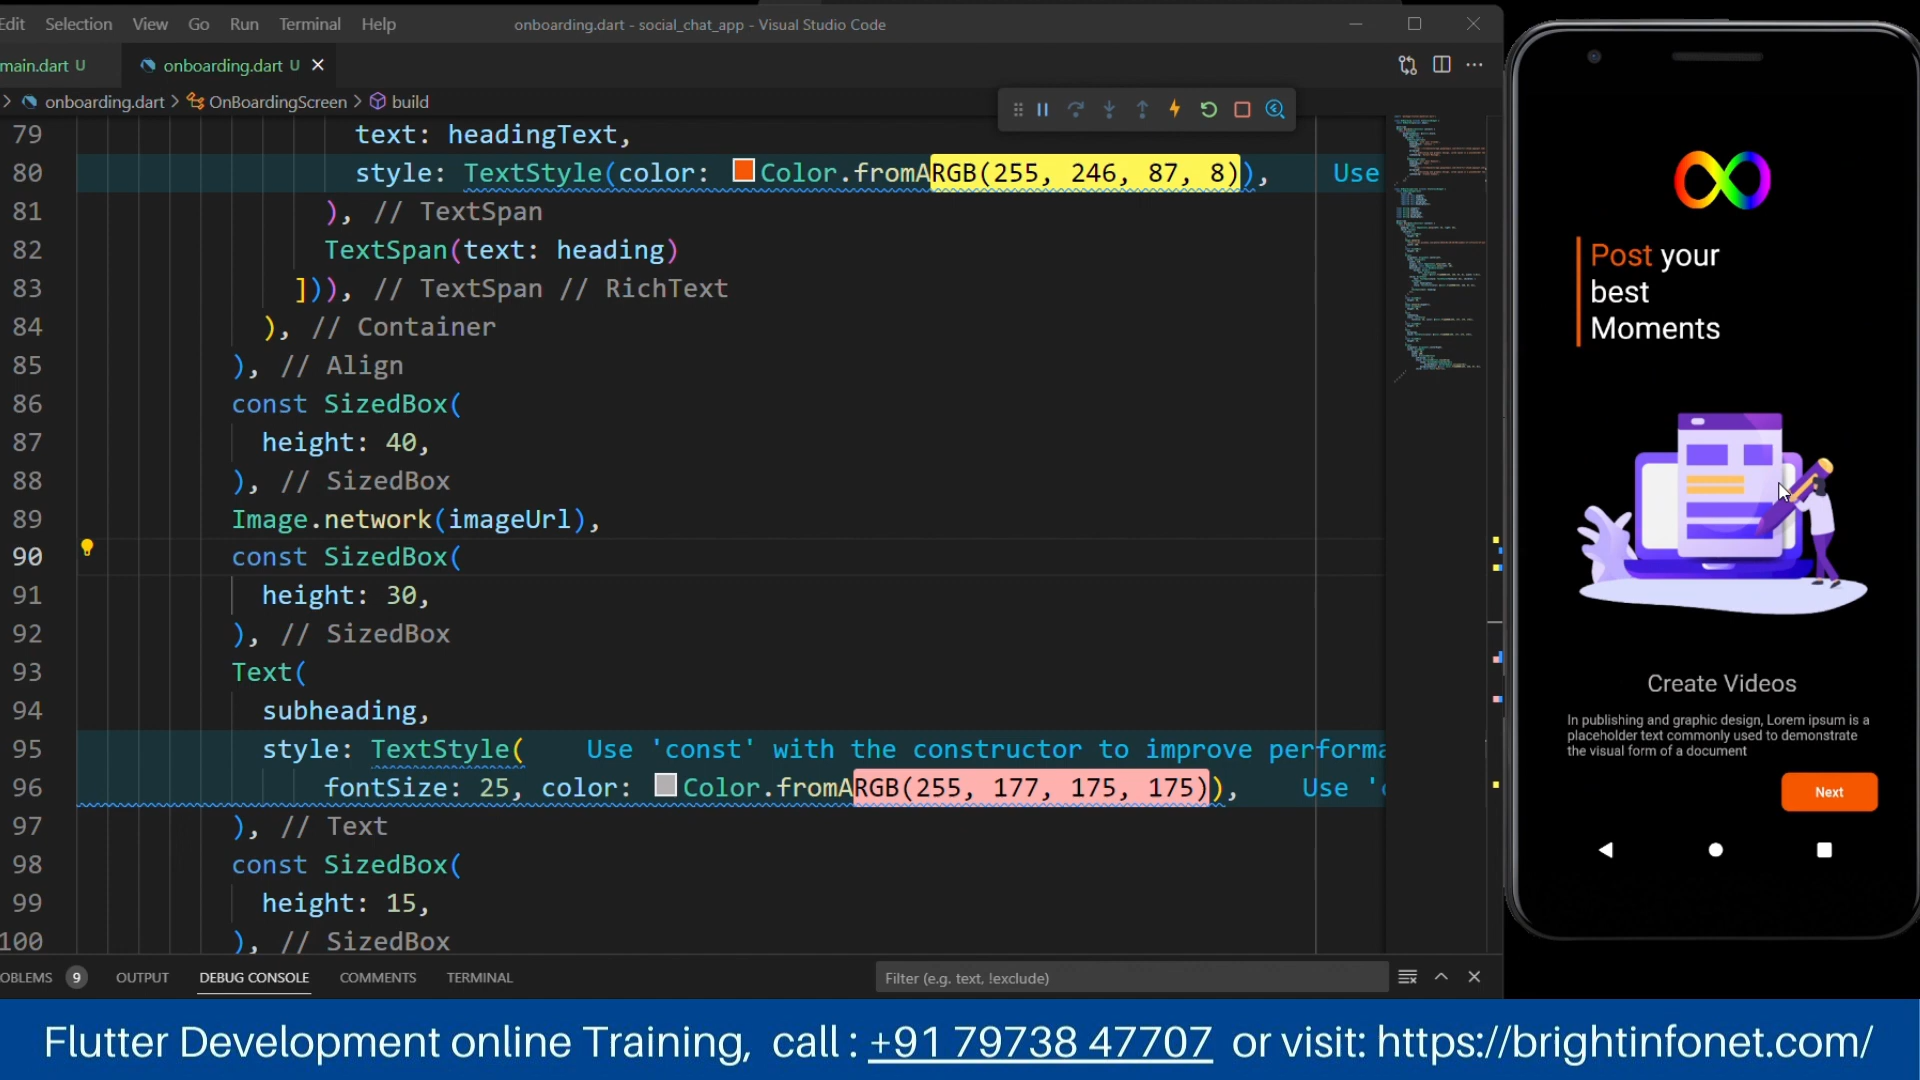 Edit Selection View Go Run Terminal Help
onboarding.dart - social_chat_app - Visual Studio Code
main.dart U
onboarding.dart U
onboarding.dart > OnBoardingScreen > build
79 text: headingText,
80 style: TextStyle(color: Color.fromARGB(255, 246, 87, 8)), Use
81 ), // TextSpan
82 TextSpan(text: heading)
83 ])), // TextSpan // RichText
84 ), // Container
85 ), // Align
86 const SizedBox(
87 height: 40,
88 ), // SizedBox
89 Image.network(imageUrl),
90 const SizedBox(
91 height: 30,
92 ), // SizedBox
93 Text(
94 subheading,
95 style: TextStyle( Use 'const' with the constructor to improve performa
96 fontSize: 25, color: Color.fromARGB(255, 177, 175, 175)), Use 'c
97 ), // Text
98 const SizedBox(
99 height: 15,
100 ), // SizedBox
OBLEMS 9 OUTPUT DEBUG CONSOLE COMMENTS TERMINAL
Filter (e.g. text, !exclude)
Post your
best
Moments
Create Videos
In publishing and graphic design, Lorem ipsum is a
placeholder text commonly used to demonstrate
the visual form of a document
Next
Flutter Development online Training, call : +91 79738 47707 or visit: https://brightinfonet.com/